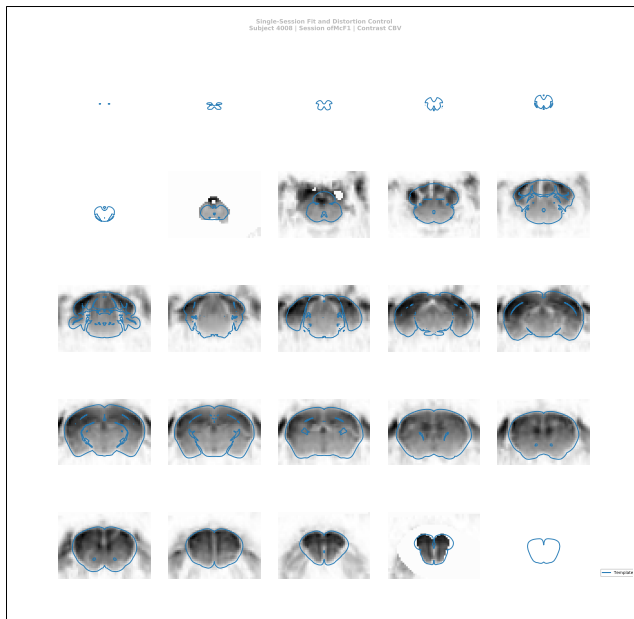 Single-Session Fit and Distortion Control
Subject 4008 | Session ofMcF1 | Contrast CBV
Template